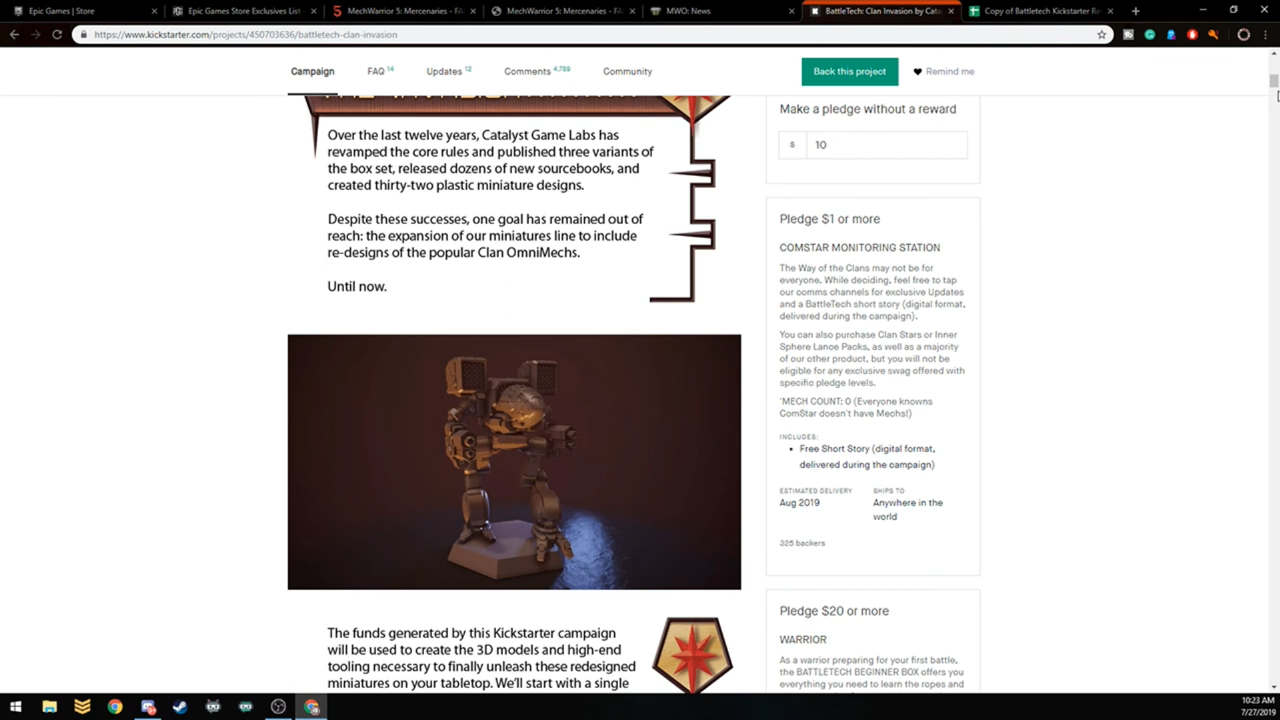 Epic Games | Store
Epic Games Store Exclusives List
MechWarrior 5: Mercenaries - FA
MechWarrior 5: Mercenaries - FA
MWO: News
BattleTech: Clan Invasion by Cata
Copy of Battletech Kickstarter Re
https://www.kickstarter.com/projects/450703636/battletech-clan-invasion
Campaign
FAQ 14
Updates 12
Comments 4,789
Community
Back this project
Remind me
Over the last twelve years, Catalyst Game Labs has
revamped the core rules and published three variants of
the box set, released dozens of new sourcebooks, and
created thirty-two plastic miniature designs.
Despite these successes, one goal has remained out of
reach: the expansion of our miniatures line to include
re-designs of the popular Clan OmniMechs.
Until now.
The funds generated by this Kickstarter campaign
will be used to create the 3D models and high-end
tooling necessary to finally unleash these redesigned
miniatures on your tabletop. We'll start with a single
Make a pledge without a reward
$ 10
Pledge $1 or more
COMSTAR MONITORING STATION
The Way of the Clans may not be for
everyone. While deciding, feel free to tap
our comms channels for exclusive Updates
and a BattleTech short story (digital format,
delivered during the campaign).
You can also purchase Clan Stars or Inner
Sphere Lance Packs, as well as a majority
of our other product, but you will not be
eligible for any exclusive swag offered with
specific pledge levels.
'MECH COUNT: 0 (Everyone knowns
ComStar doesn't have Mechs!)
INCLUDES:
• Free Short Story (digital format,
delivered during the campaign)
ESTIMATED DELIVERY
Aug 2019
SHIPS TO
Anywhere in the
world
325 backers
Pledge $20 or more
WARRIOR
As a warrior preparing for your first battle,
the BATTLETECH BEGINNER BOX offers you
everything you need to learn the ropes and
10:23 AM
7/27/2019